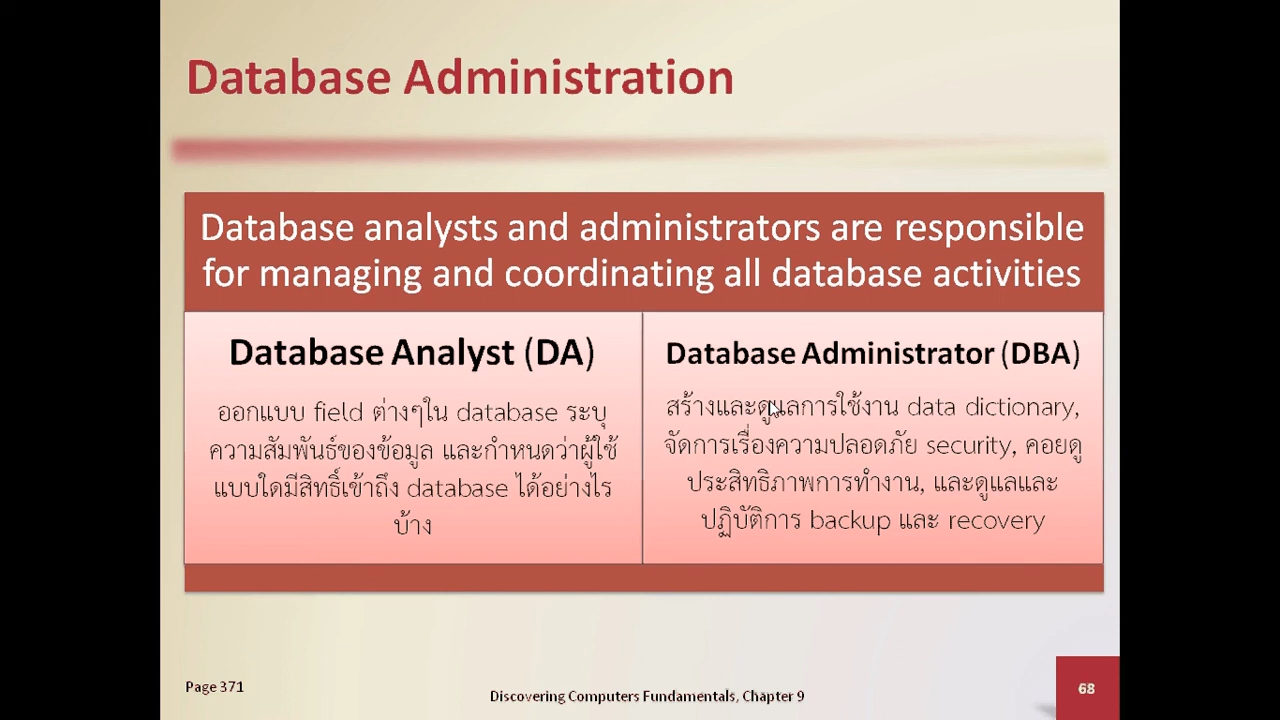 Database Administration
Database analysts and administrators are responsible
for managing and coordinating all database activities
Database Analyst (DA)
ออกแบบ field ต่างๆใน database ระบุ
ความสัมพันธ์ของข้อมูล และกำหนดว่าผู้ใช้
แบบใดมีสิทธิ์เข้าถึง database ได้อย่างไร
บ้าง
Database Administrator (DBA)
สร้างและดูแลการใช้งาน data dictionary,
จัดการเรื่องความปลอดภัย security, คอยดู
ประสิทธิภาพการทำงาน, และดูแลและ
ปฏิบัติการ backup และ recovery
Page 371
Discovering Computers Fundamentals, Chapter 9
68